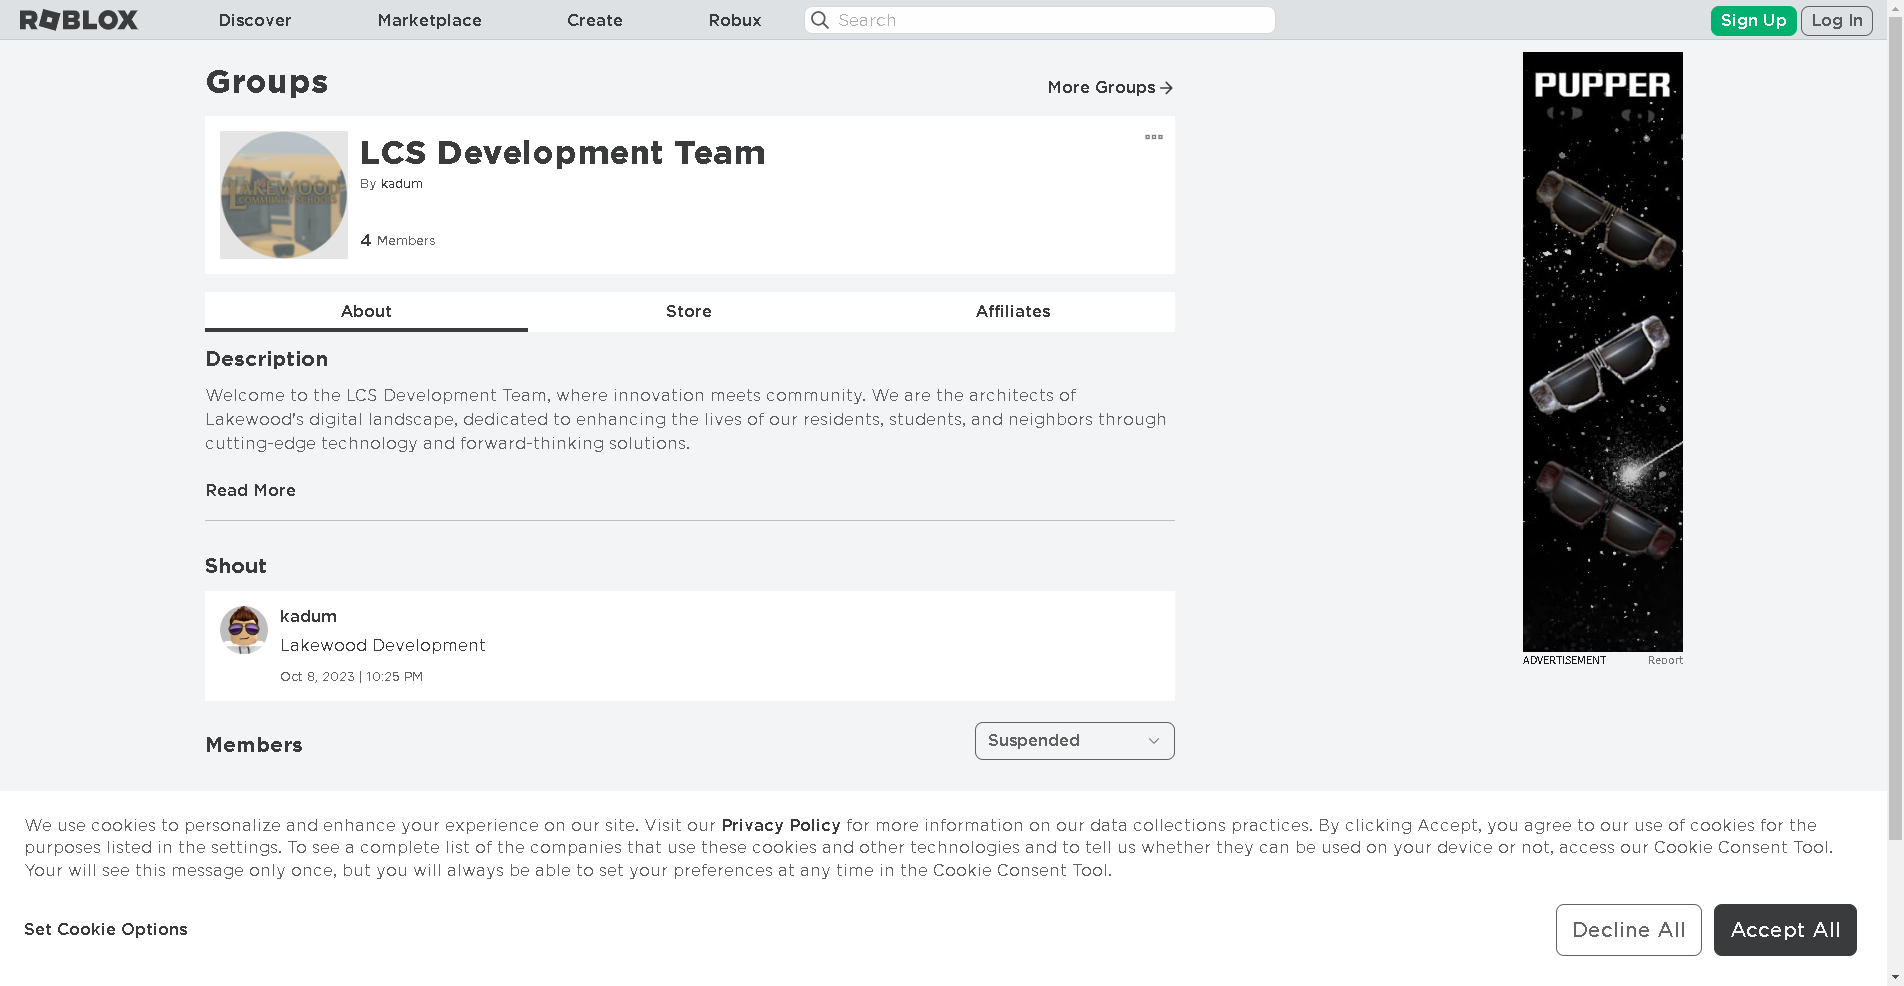 ROBLOX
Discover
Marketplace
Create
Robux
Search
Sign Up
Log In
Groups
More Groups
LAKEWOOD
COMMUNITY SCHOOLS
LCS Development Team
By kadum
4 Members
About
Store
Affiliates
Description
Welcome to the LCS Development Team, where innovation meets community. We are the architects of
Lakewood's digital landscape, dedicated to enhancing the lives of our residents, students, and neighbors through
cutting-edge technology and forward-thinking solutions.
Read More
Shout
kadum
Lakewood Development
Oct 8, 2023 | 10:25 PM
Members
Suspended
PUPPER
ADVERTISEMENT
Report
We use cookies to personalize and enhance your experience on our site. Visit our Privacy Policy for more information on our data collections practices. By clicking Accept, you agree to our use of cookies for the
purposes listed in the settings. To see a complete list of the companies that use these cookies and other technologies and to tell us whether they can be used on your device or not, access our Cookie Consent Tool.
Your will see this message only once, but you will always be able to set your preferences at any time in the Cookie Consent Tool.
Set Cookie Options
Decline All
Accept All